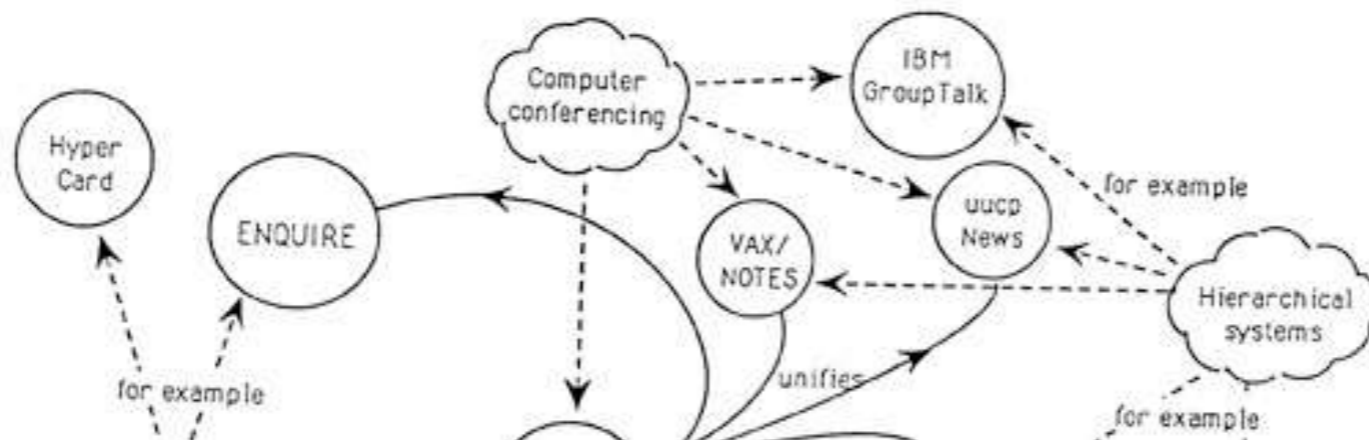 IBM
GroupTalk
Computer
conferencing
Hyper
Card
for example
uucp
News
ENQUIRE
VAX/
NOTES
Hierarchical
systems
unifies
for example
for example